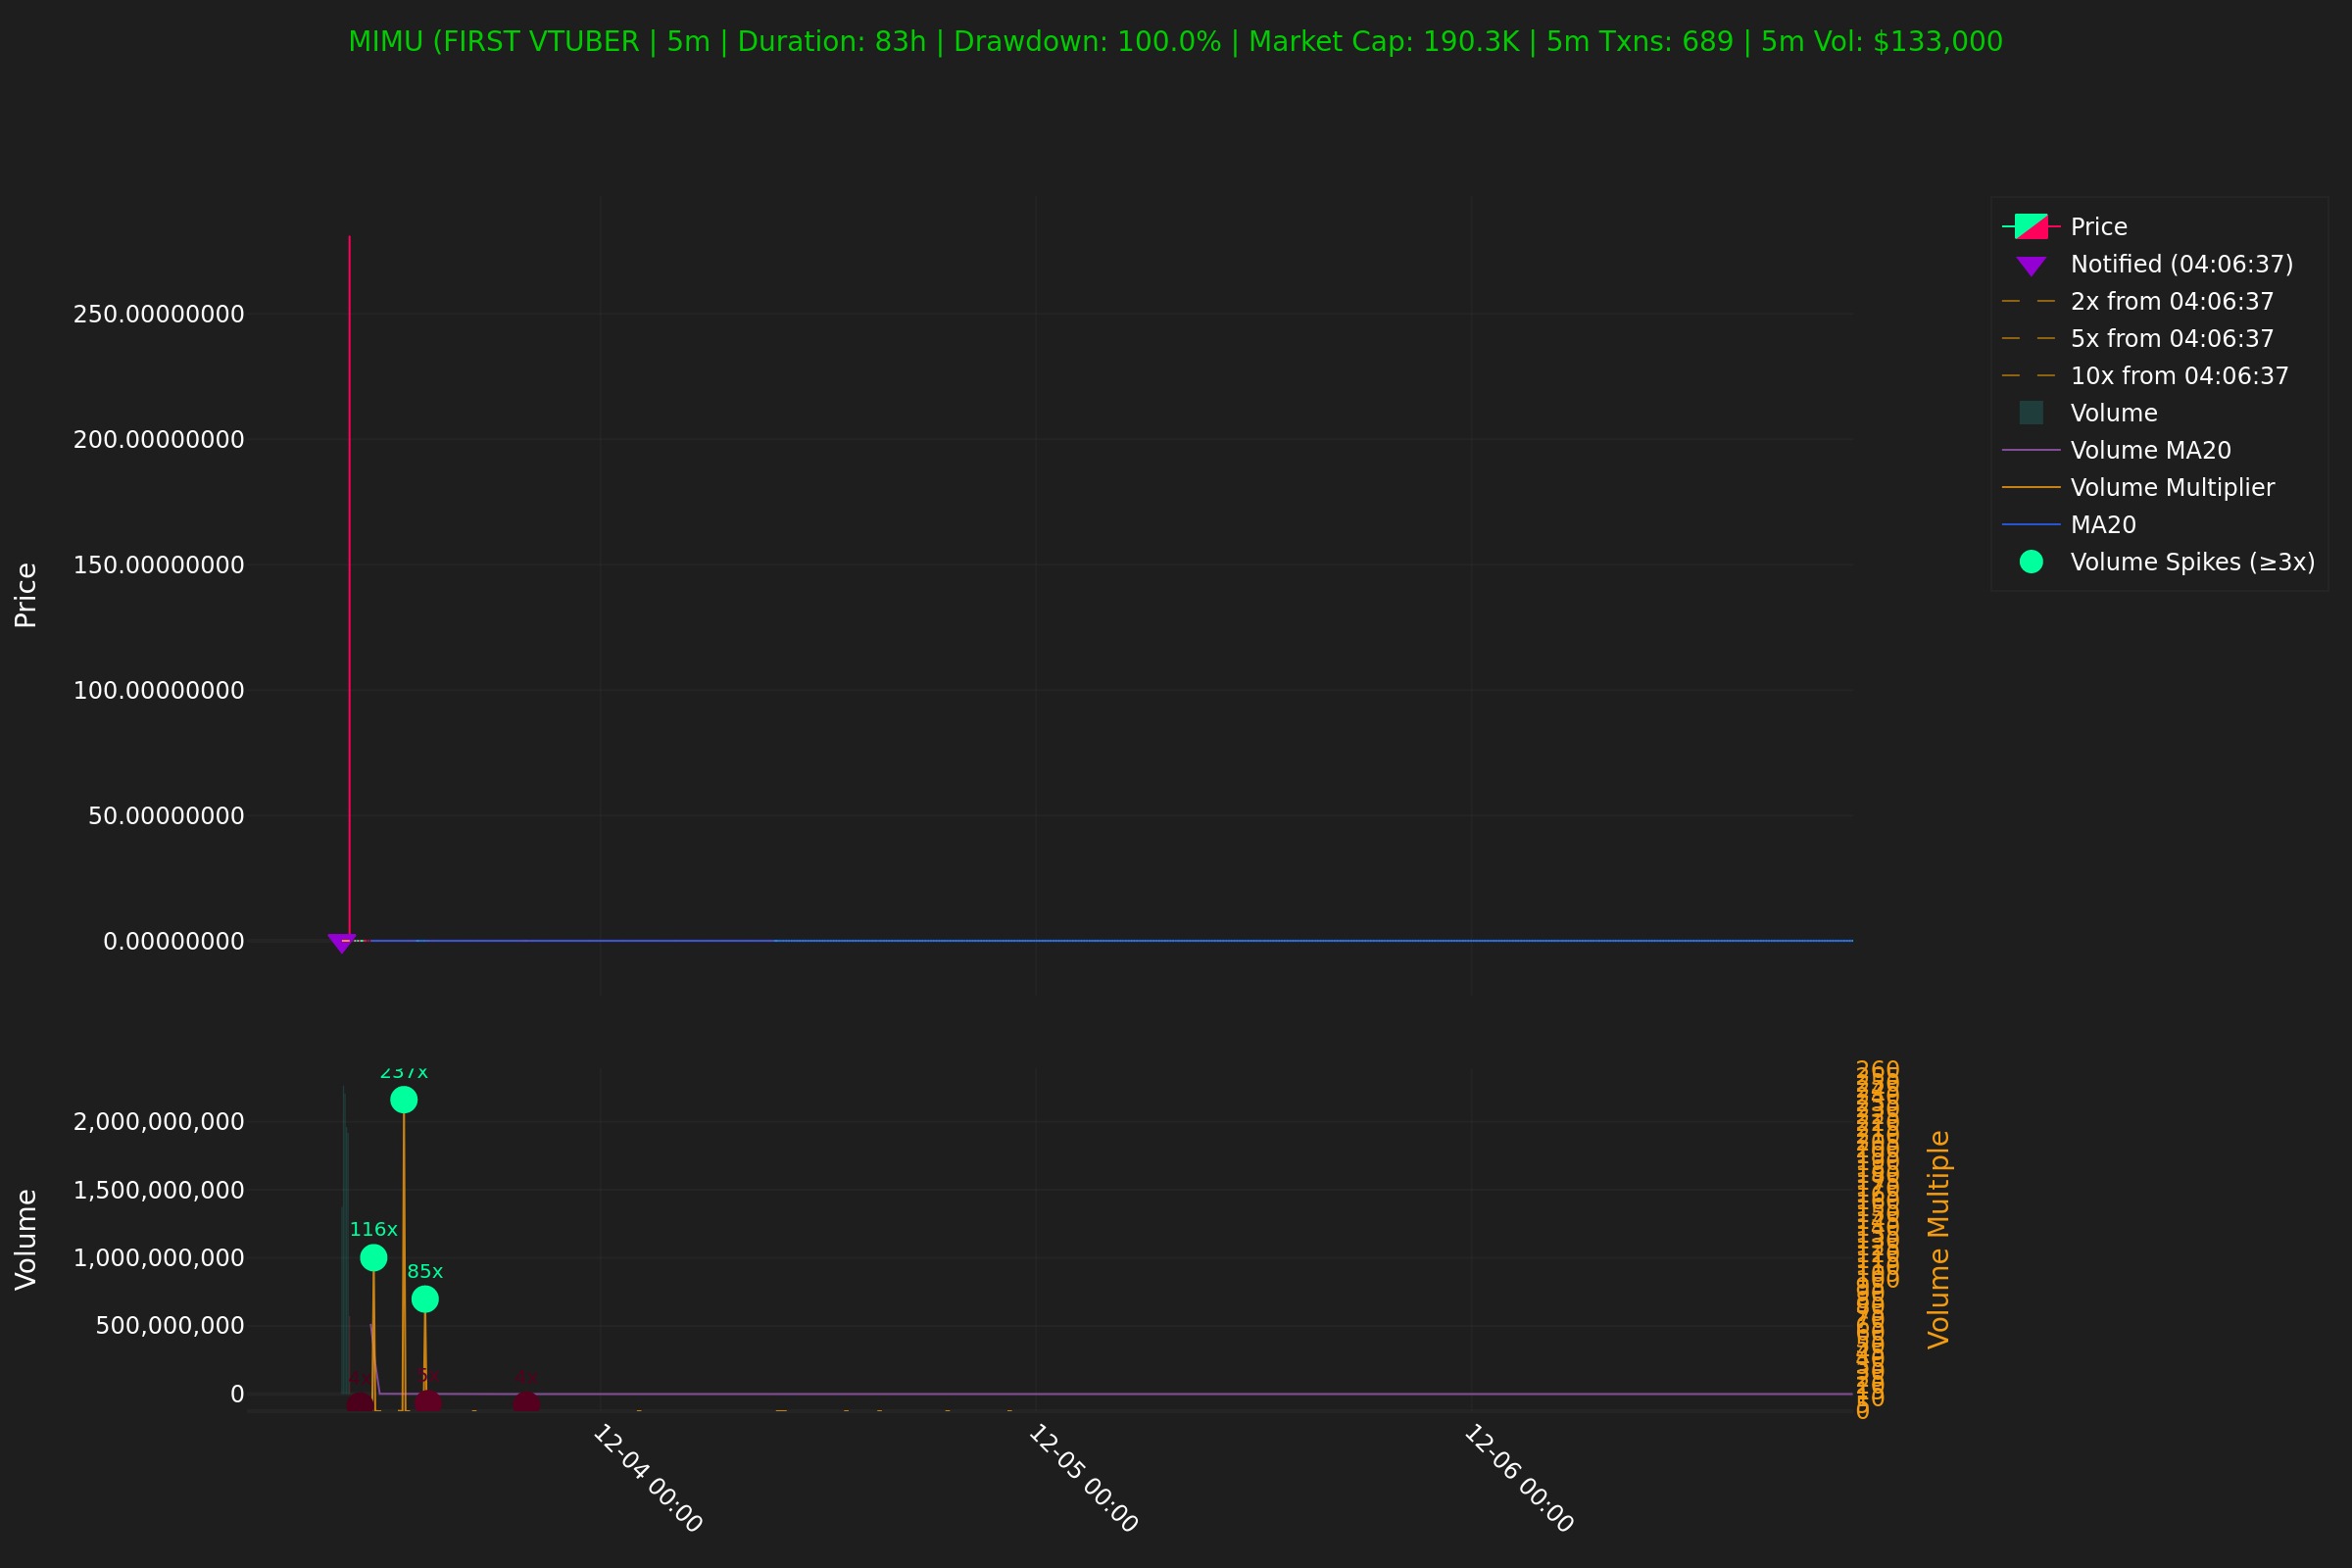 MIMU (FIRST VTUBER | 5m | Duration: 83h | Drawdown: 100.0% | Market Cap: 190.3K | 5m Txns: 689 | 5m Vol: $133,000
Price
Notified (04:06:37)
2x from 04:06:37
5x from 04:06:37
10x from 04:06:37
Volume
Volume MA20
Volume Multiplier
MA20
Volume Spikes (≥3x)
Price
250.00000000
200.00000000
150.00000000
100.00000000
50.00000000
0.00000000
Volume
2,000,000,000
1,500,000,000
1,000,000,000
500,000,000
0
237x
116x
85x
5x
260
0
Volume Multiple
12-04 00:00
12-05 00:00
12-06 00:00